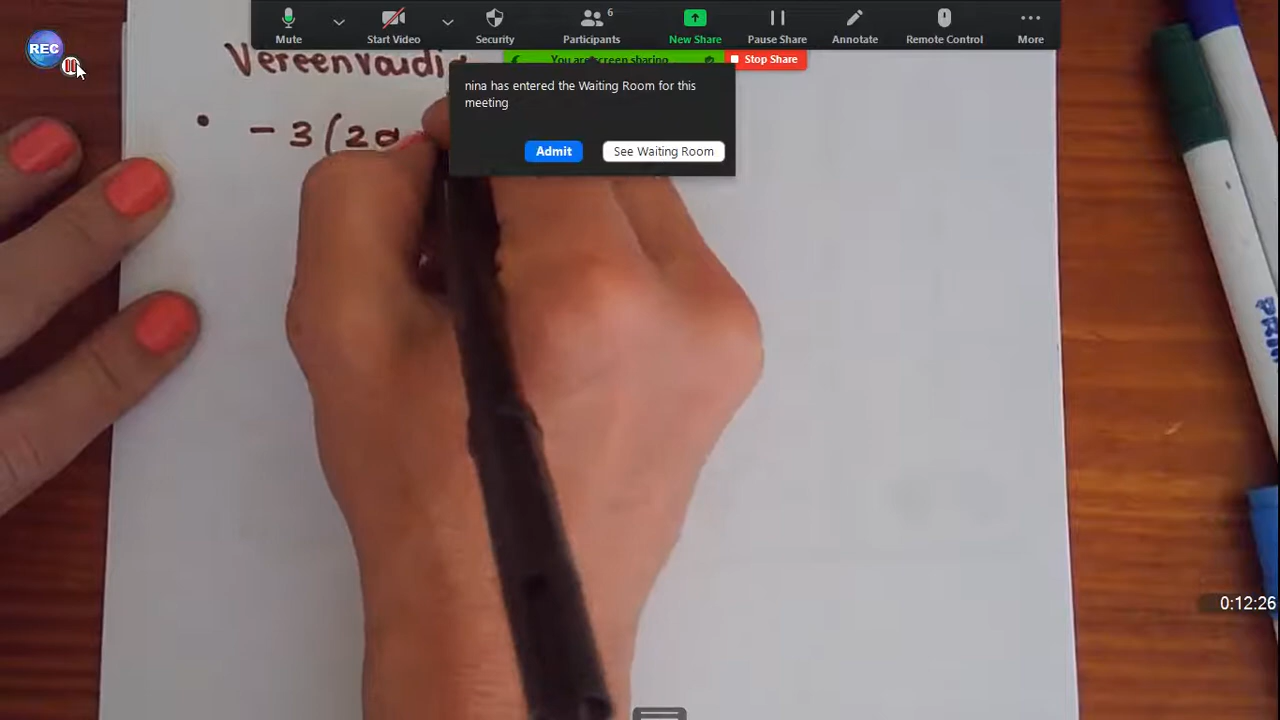 REC
Mute
Start Video
Security
Participants
6
New Share
Pause Share
Annotate
Remote Control
More
Stop Share
nina has entered the Waiting Room for this
meeting
Admit
See Waiting Room
- 3(2a
0:12:26